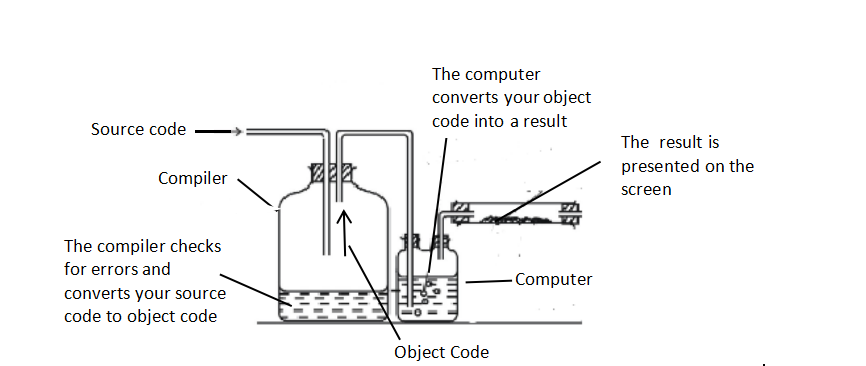 The computer
converts your object
code into a result
Source code
The result is
presented on the
screen
Compiler
The compiler checks
for errors and
converts your source
code to object code
Computer
Object Code
.